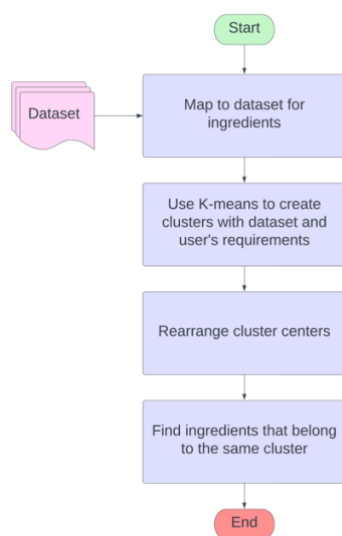 Start
Dataset
Map to dataset for
ingredients
Use K-means to create
clusters with dataset and
user's requirements
Rearrange cluster centers
Find ingredients that belong
to the same cluster
End